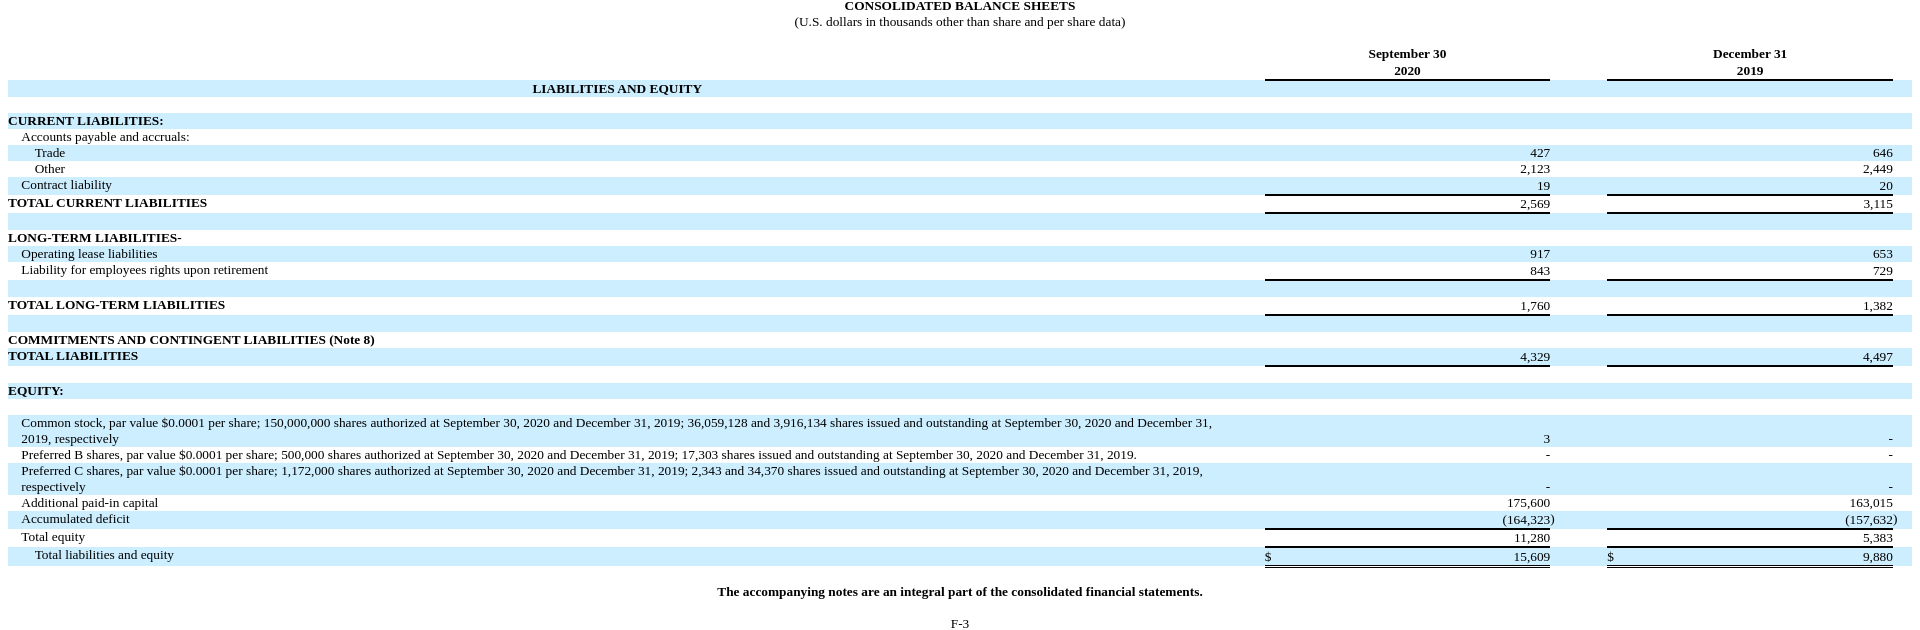 CONSOLIDATED BALANCE SHEETS
(U.S. dollars in thousands other than share and per share data)
September 30 December 31
2020 2019
LIABILITIES AND EQUITY
CURRENT LIABILITIES:
Accounts payable and accruals:
Trade 427 646
Other 2,123 2,449
Contract liability 19 20
TOTAL CURRENT LIABILITIES 2,569 3,115
LONG-TERM LIABILITIES-
Operating lease liabilities 917 653
Liability for employees rights upon retirement 843 729
TOTAL LONG-TERM LIABILITIES 1,760 1,382
COMMITMENTS AND CONTINGENT LIABILITIES (Note 8)
TOTAL LIABILITIES 4,329 4,497
EQUITY:
Common stock, par value $0.0001 per share; 150,000,000 shares authorized at September 30, 2020 and December 31, 2019; 36,059,128 and 3,916,134 shares issued and outstanding at September 30, 2020 and December 31,
2019, respectively 3 -
Preferred B shares, par value $0.0001 per share; 500,000 shares authorized at September 30, 2020 and December 31, 2019; 17,303 shares issued and outstanding at September 30, 2020 and December 31, 2019. - -
Preferred C shares, par value $0.0001 per share; 1,172,000 shares authorized at September 30, 2020 and December 31, 2019; 2,343 and 34,370 shares issued and outstanding at September 30, 2020 and December 31, 2019,
respectively - -
Additional paid-in capital 175,600 163,015
Accumulated deficit (164,323) (157,632)
Total equity 11,280 5,383
Total liabilities and equity $ 15,609 $ 9,880
The accompanying notes are an integral part of the consolidated financial statements.
F-3